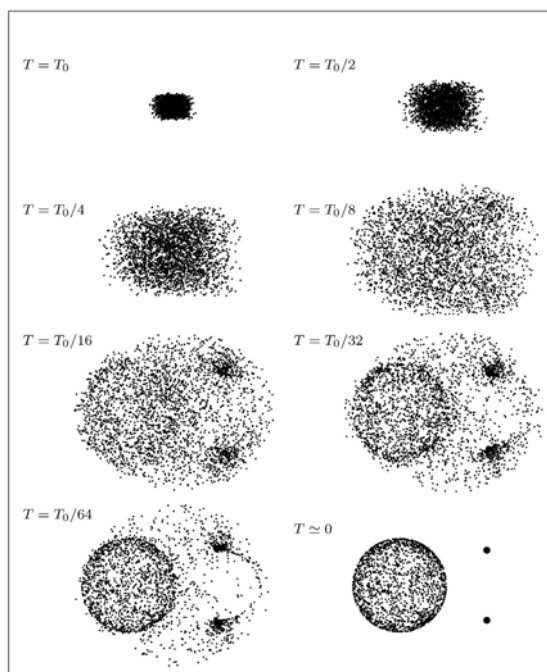 T = T₀
T = T₀/2
T = T₀/4
T = T₀/8
T = T₀/16
T = T₀/32
T = T₀/64
T ≃ 0